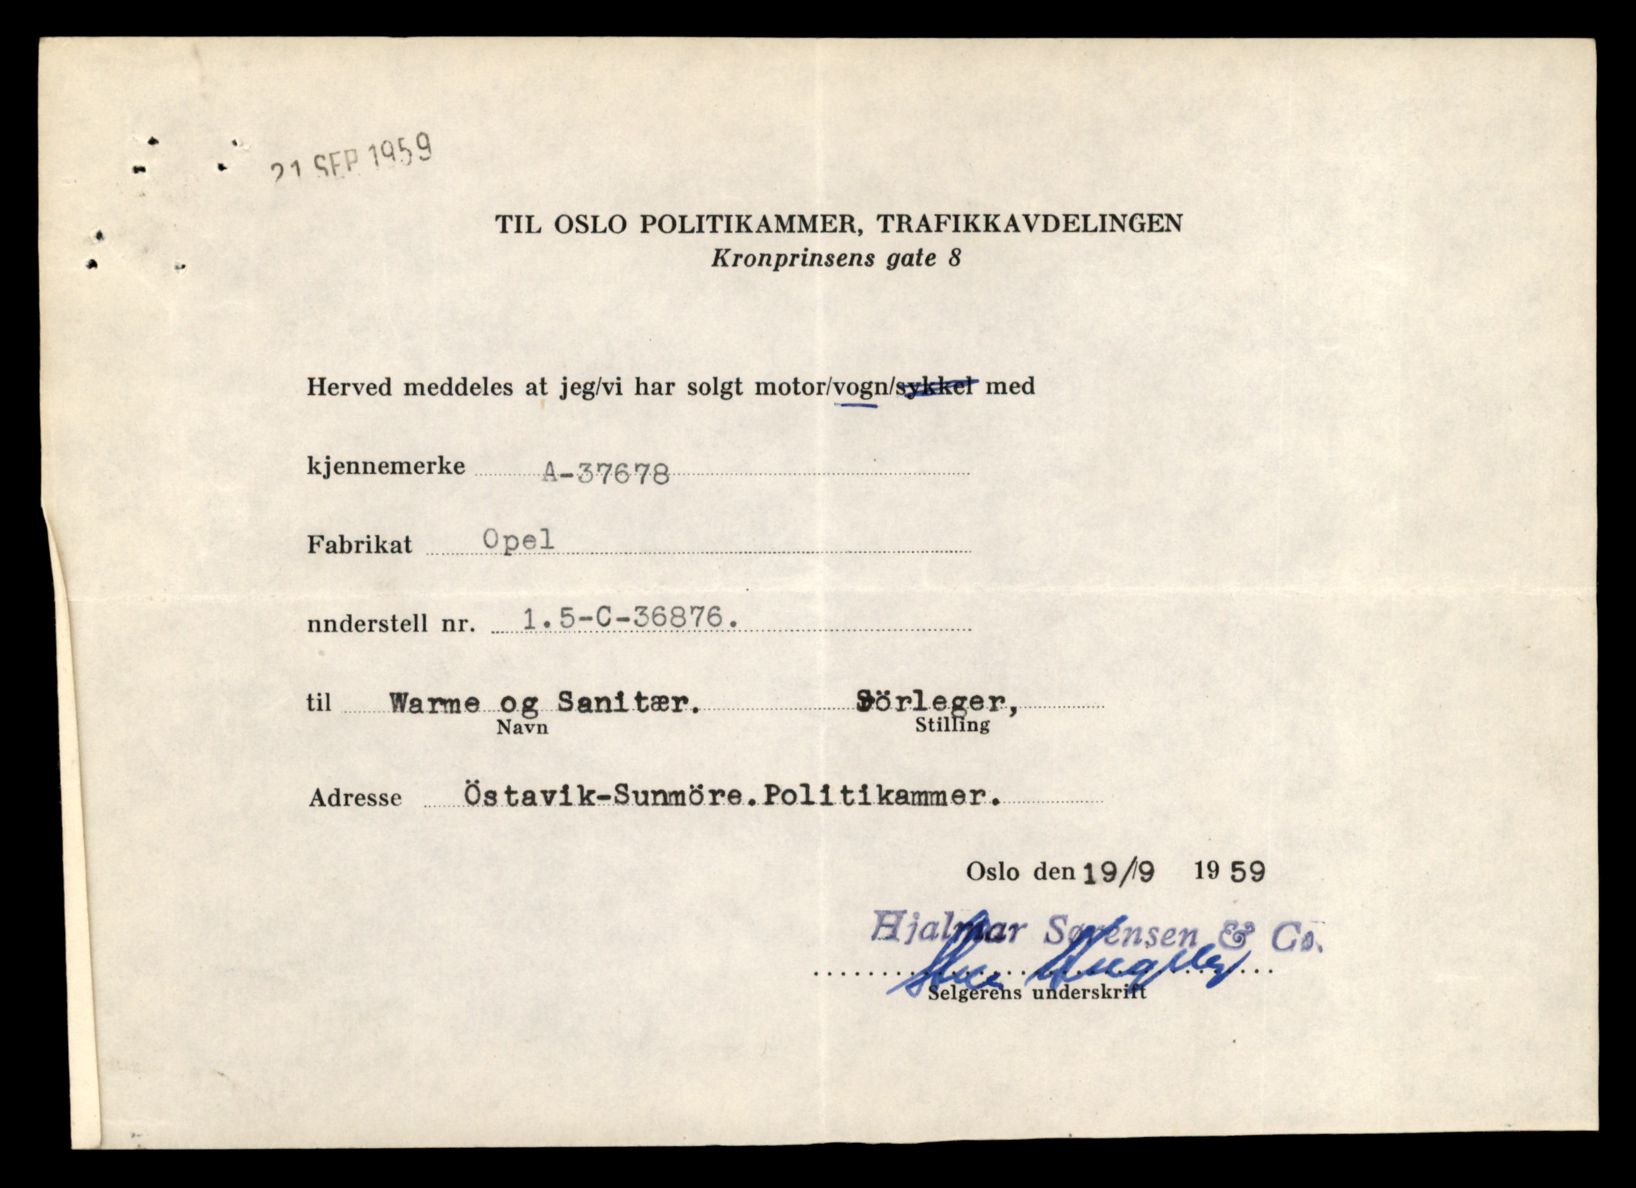 21 SEP 1959
TIL OSLO POLITIKAMMER, TRAFIKKAVDELINGEN
Kronprinsens gate 8
Herved meddeles at jeg/vi har solgt motor/vogn/sykkel med
kjennemerke A-37678
Fabrikat Opel
nnderstell nr. 1.5-C-36876.
til Warme og Sanitær. Sörleger,
Navn Stilling
Adresse Östavik-Sunmöre.Politikammer.
Oslo den 19/9 1959
Hjalmar Sørensen & Co.
Selgerens underskrift